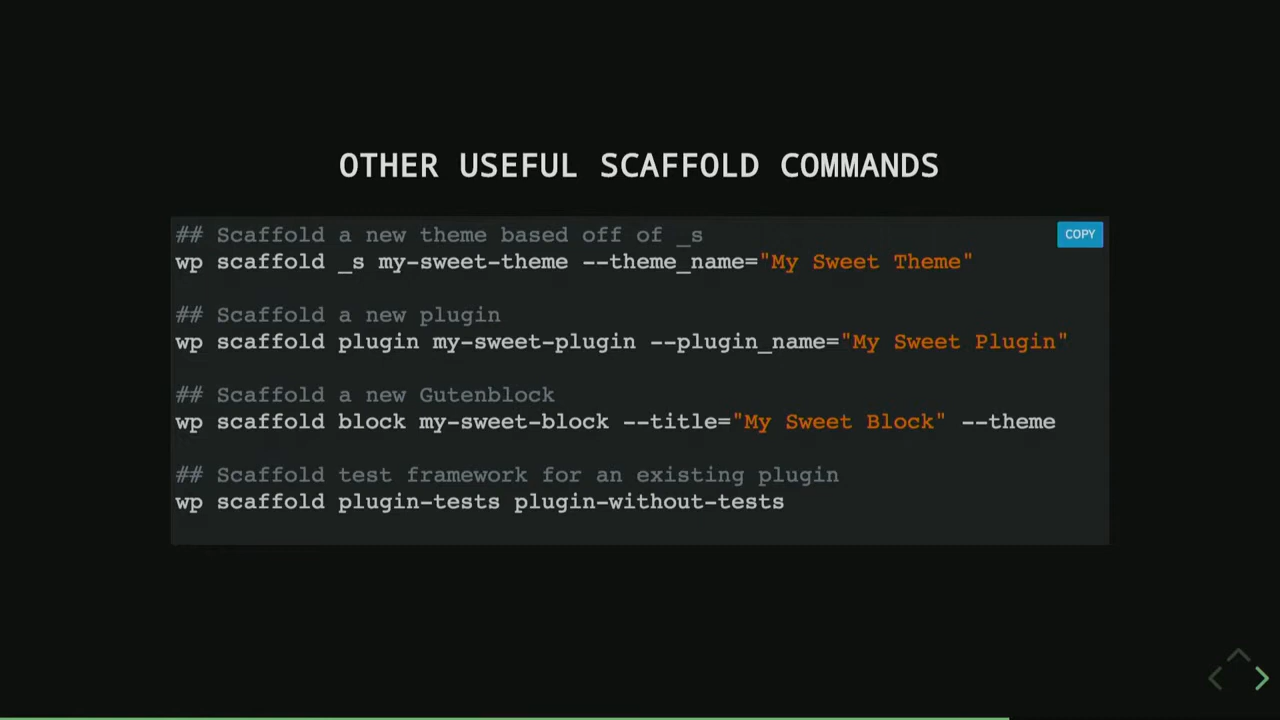 OTHER USEFUL SCAFFOLD COMMANDS
## Scaffold a new theme based off of _s
COPY
wp scaffold _s my-sweet-theme --theme_name="My Sweet Theme"
## Scaffold a new plugin
wp scaffold plugin my-sweet-plugin --plugin_name="My Sweet Plugin"
## Scaffold a new Gutenblock
wp scaffold block my-sweet-block --title="My Sweet Block" --theme
## Scaffold test framework for an existing plugin
wp scaffold plugin-tests plugin-without-tests